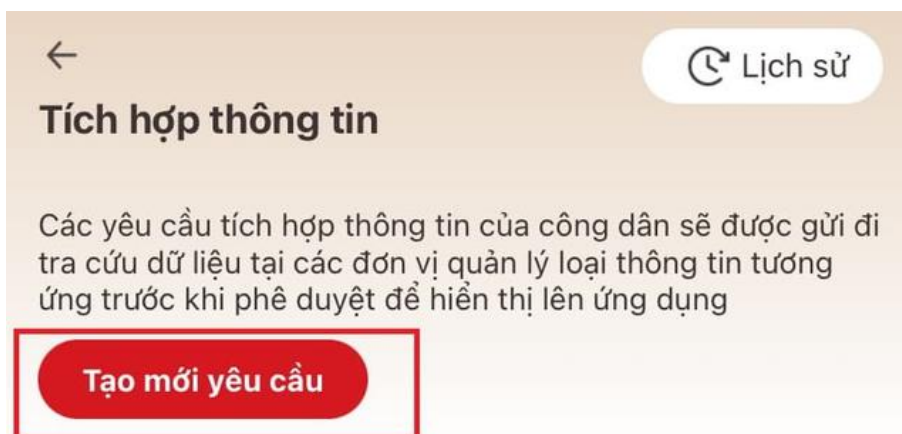 Lịch sử
Tích hợp thông tin
Các yêu cầu tích hợp thông tin của công dân sẽ được gửi đi
tra cứu dữ liệu tại các đơn vị quản lý loại thông tin tương
ứng trước khi phê duyệt để hiển thị lên ứng dụng
Tạo mới yêu cầu